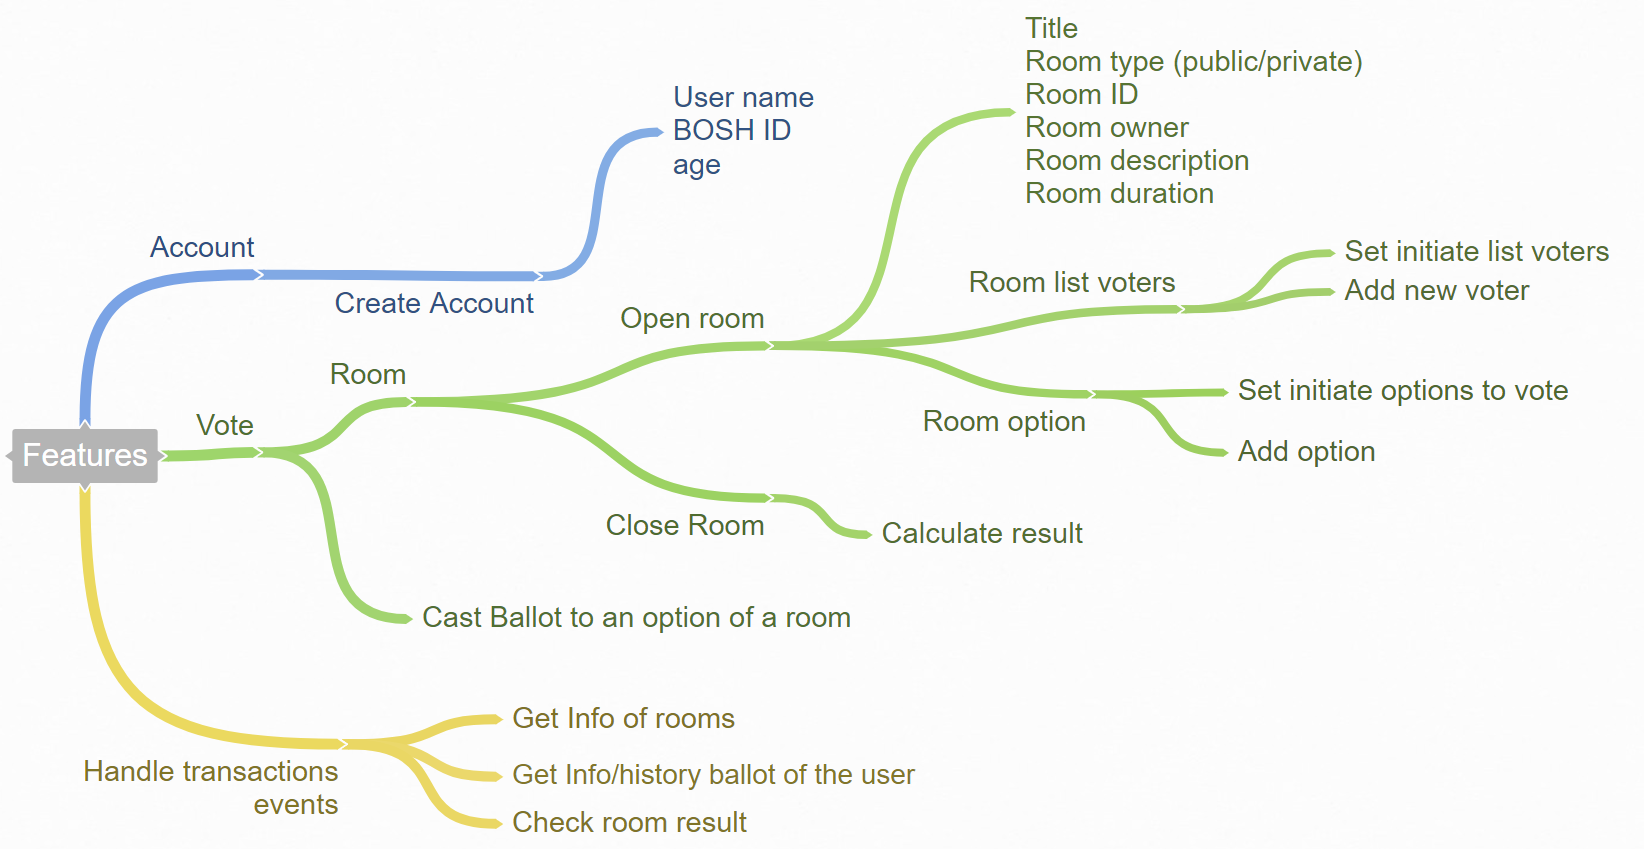 Title
Room type (public/private)
Room ID
Room owner
Room description
Room duration
User name
BOSH ID
age
Account
Create Account
Set initiate list voters
Room list voters
Add new voter
Open room
Room
Set initiate options to vote
Room option
Vote
Add option
Features
Close Room
Calculate result
Cast Ballot to an option of a room
Get Info of rooms
Handle transactions
events
Get Info/history ballot of the user
Check room result